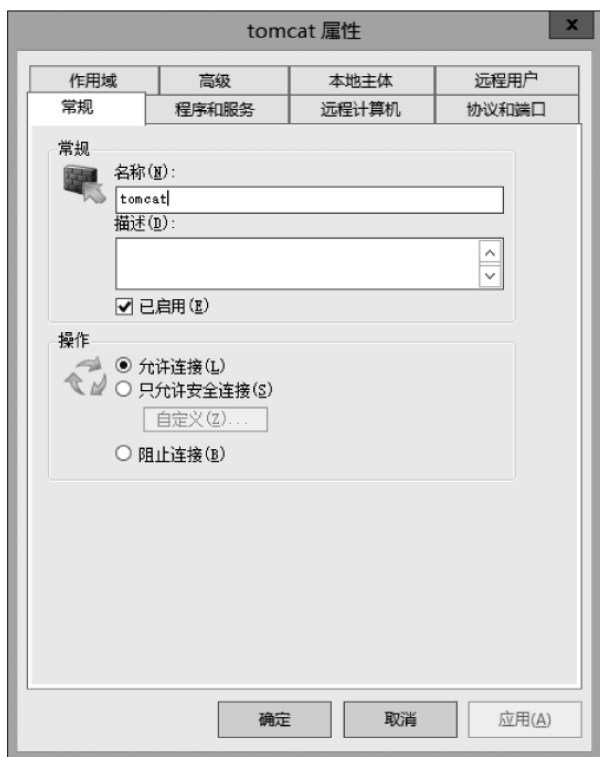 tomcat 属性
x
作用域 高级 本地主体 远程用户
常规 程序和服务 远程计算机 协议和端口
常规
名称(N):
tomcat
描述(D):
已启用(E)
操作
允许连接(L)
只允许安全连接(S)
自定义(Z)...
阻止连接(B)
确定 取消 应用(A)